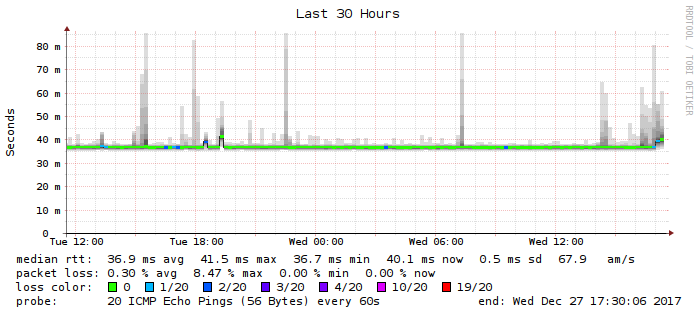 Last 30 Hours
RRDTOOL / TOBI OETIKER
Seconds
80 m
70 m
60 m
50 m
40 m
30 m
20 m
10 m
0
Tue 12:00 Tue 18:00 Wed 00:00 Wed 06:00 Wed 12:00
median rtt: 36.9 ms avg 41.5 ms max 36.7 ms min 40.1 ms now 0.5 ms sd 67.9 am/s
packet loss: 0.30 % avg 8.47 % max 0.00 % min 0.00 % now
loss color: 0 1/20 2/20 3/20 4/20 10/20 19/20
probe: 20 ICMP Echo Pings (56 Bytes) every 60s end: Wed Dec 27 17:30:06 2017